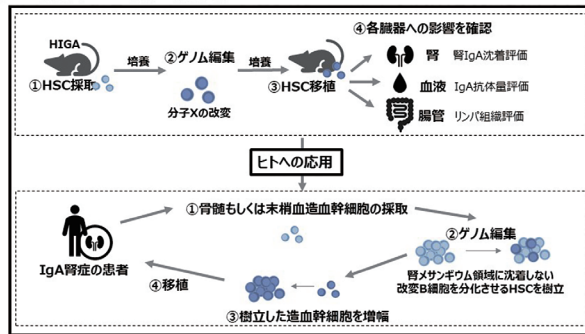 ④各臓器への影響を確認
HIGA
培養
②ゲノム編集
培養
腎 腎IgA沈着評価
①HSC採取
③HSC移植
血液 IgA抗体量評価
分子Xの改変
腸管 リンパ組織評価
ヒトへの応用
①骨髄もしくは末梢血造血幹細胞の採取
②ゲノム編集
IgA腎症の患者
腎メサンギウム領域に沈着しない
改変B細胞を分化させるHSCを樹立
④移植
③樹立した造血幹細胞を増幅